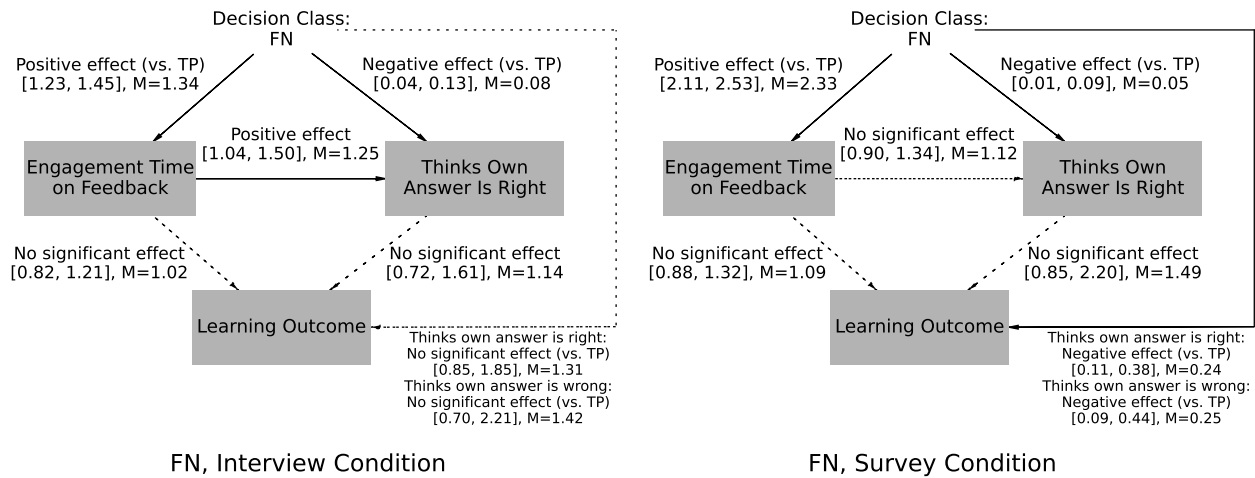 Decision Class:
FN
Positive effect (vs. TP)
[1.23, 1.45], M=1.34
Negative effect (vs. TP)
[0.04, 0.13], M=0.08
Positive effect
[1.04, 1.50], M=1.25
Engagement Time
on Feedback
Thinks Own
Answer Is Right
No significant effect
[0.82, 1.21], M=1.02
No significant effect
[0.72, 1.61], M=1.14
Learning Outcome
Thinks own answer is right:
No significant effect (vs. TP)
[0.85, 1.85], M=1.31
Thinks own answer is wrong:
No significant effect (vs. TP)
[0.70, 2.21], M=1.42
FN, Interview Condition
Decision Class:
FN
Positive effect (vs. TP)
[2.11, 2.53], M=2.33
Negative effect (vs. TP)
[0.01, 0.09], M=0.05
No significant effect
[0.90, 1.34], M=1.12
Engagement Time
on Feedback
Thinks Own
Answer Is Right
No significant effect
[0.88, 1.32], M=1.09
No significant effect
[0.85, 2.20], M=1.49
Learning Outcome
Thinks own answer is right:
Negative effect (vs. TP)
[0.11, 0.38], M=0.24
Thinks own answer is wrong:
Negative effect (vs. TP)
[0.09, 0.44], M=0.25
FN, Survey Condition